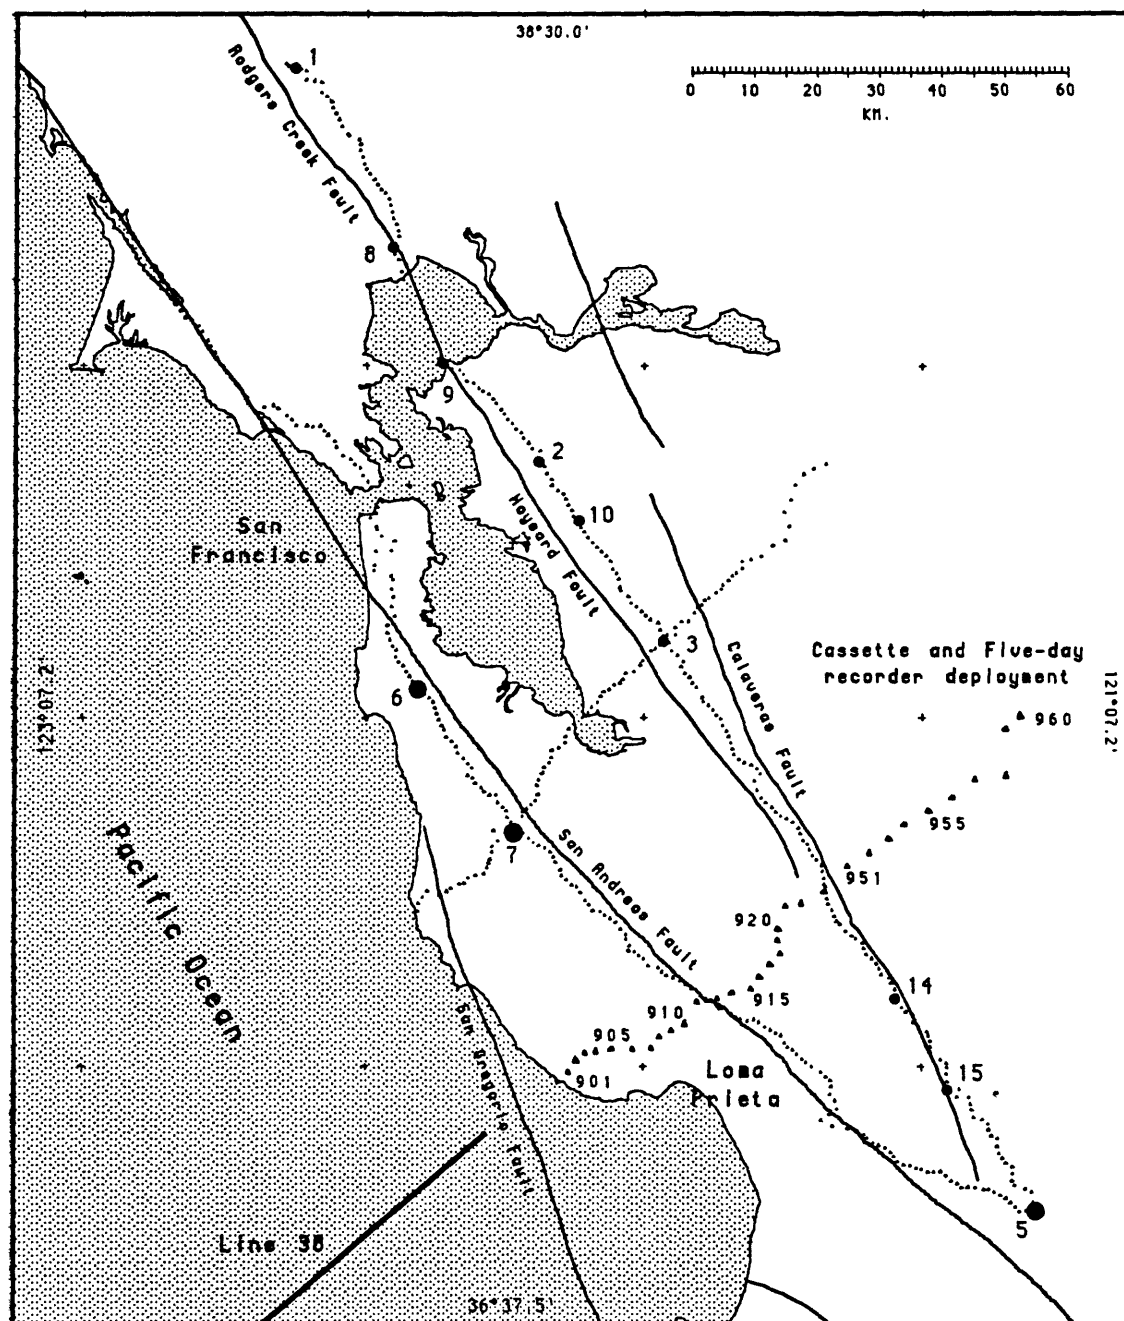 38°30.0'
1
Rodgers Creek Fault
0 10 20 30 40 50 60
KM.
8
9
2
10
Hayward Fault
San
Francisco
3
Calaveras Fault
Cassette and Five-day
recorder deployment
123°07.2'
121°07.2'
6
960
7
955
951
San Andreas Fault
Pacific Ocean
920
915
14
910
905
901
San Gregorio Fault
Loma
Prieta
15
5
Line 38
36°37.5'